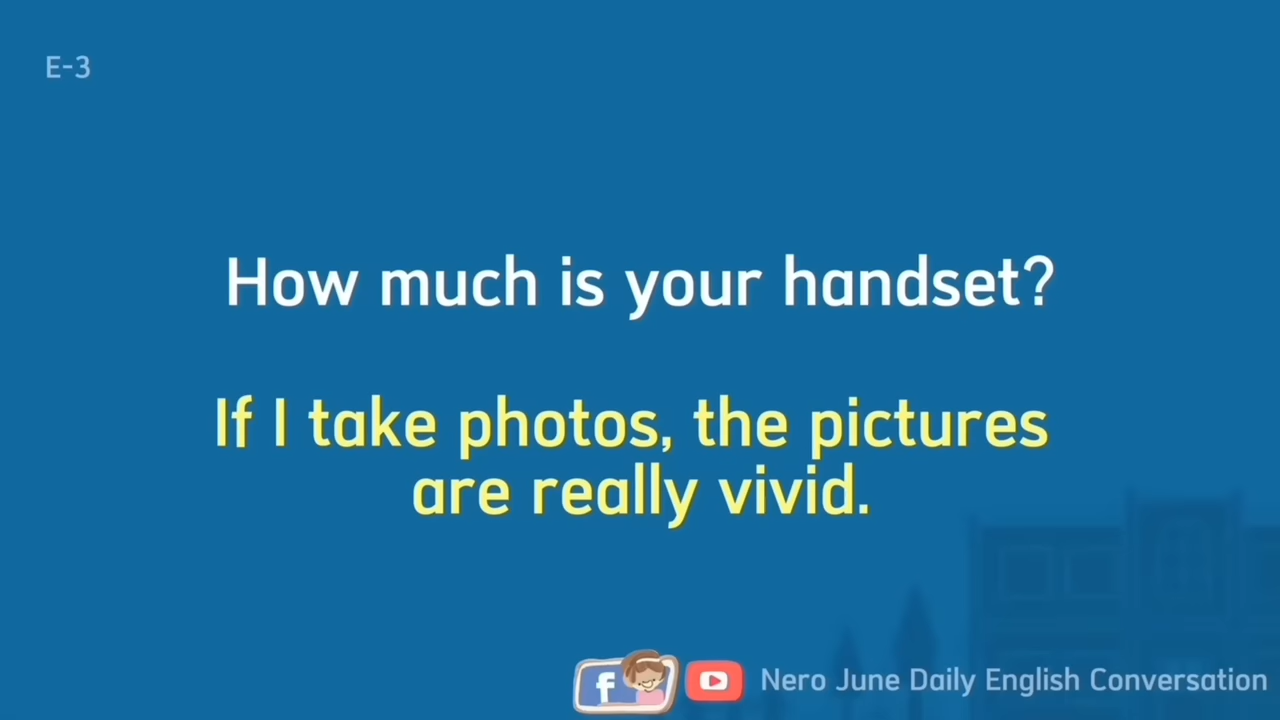 E-3
How much is your handset?
If I take photos, the pictures
are really vivid.
f
Nero June Daily English Conversation